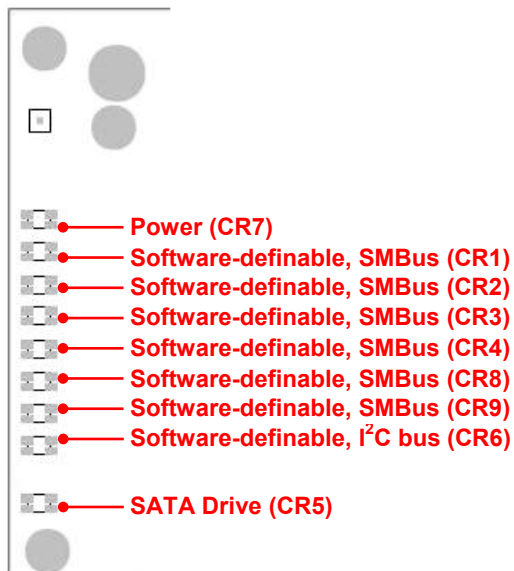 Power (CR7)
Software-definable, SMBus (CR1)
Software-definable, SMBus (CR2)
Software-definable, SMBus (CR3)
Software-definable, SMBus (CR4)
Software-definable, SMBus (CR8)
Software-definable, SMBus (CR9)
Software-definable, I²C bus (CR6)
SATA Drive (CR5)